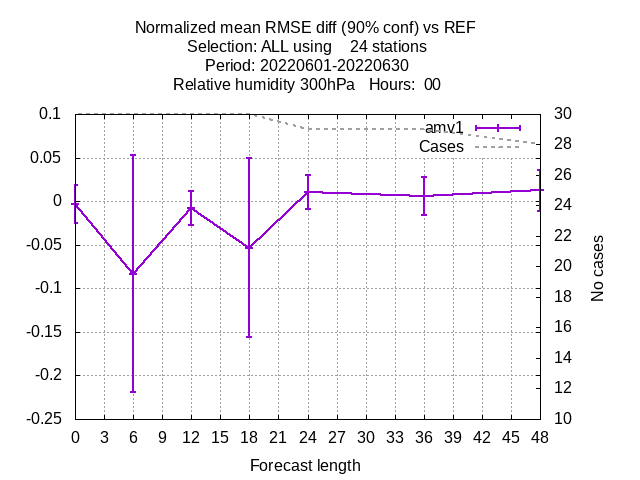 Normalized mean RMSE diff (90% conf) vs REF
Selection: ALL using    24 stations
Period: 20220601-20220630
Relative humidity 300hPa   Hours:  00
0.1
0.05
0
-0.05
-0.1
-0.15
-0.2
-0.25
amv1
Cases
30
28
26
24
22
20
18
16
14
12
10
No cases
0 3 6 9 12 15 18 21 24 27 30 33 36 39 42 45 48
Forecast length